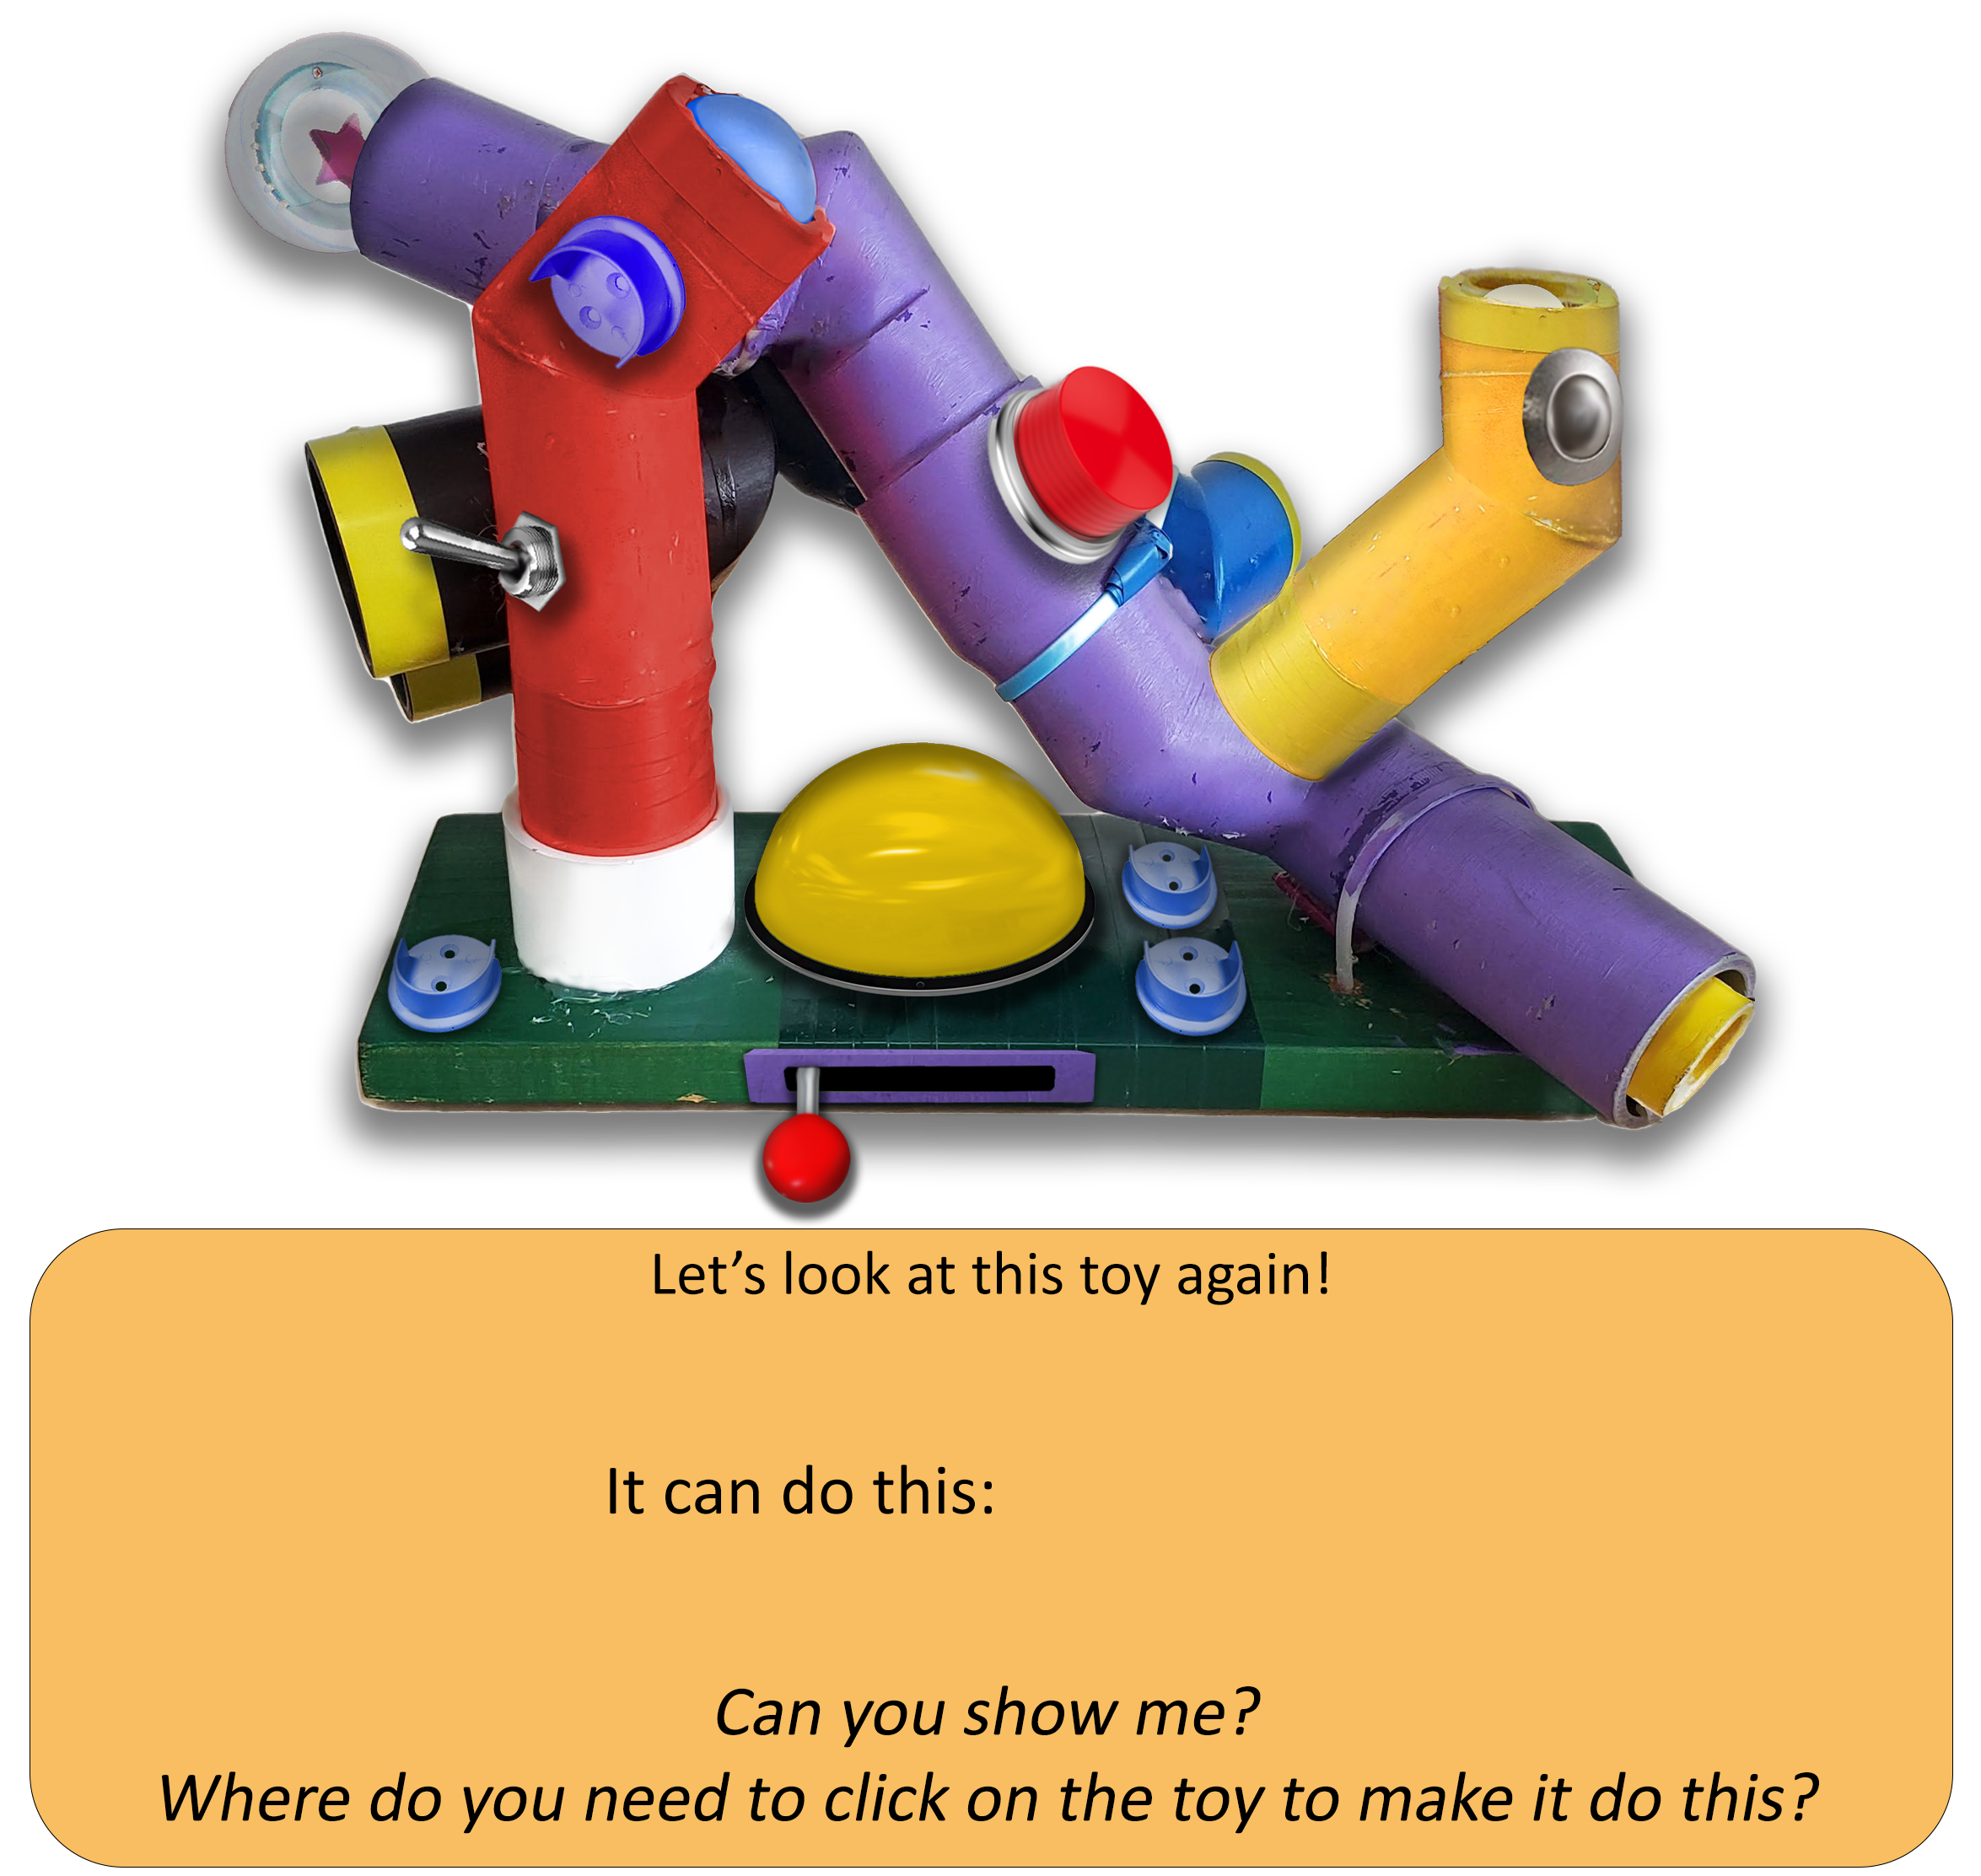 Let’s look at this toy again!
It can do this:
Can you show me?
Where do you need to click on the toy to make it do this?